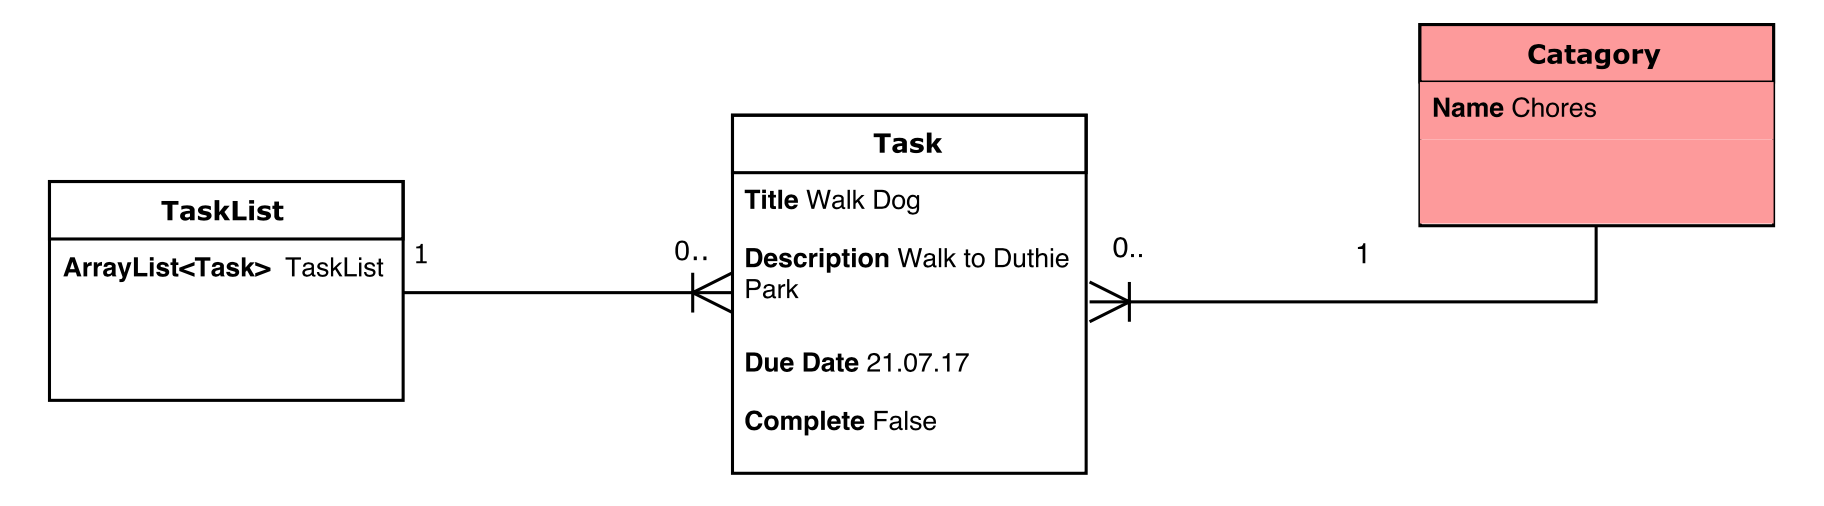 TaskList
ArrayList<Task> TaskList
1
0..
Task
Title Walk Dog
Description Walk to Duthie
Park
Due Date 21.07.17
Complete False
0..
1
Catagory
Name Chores